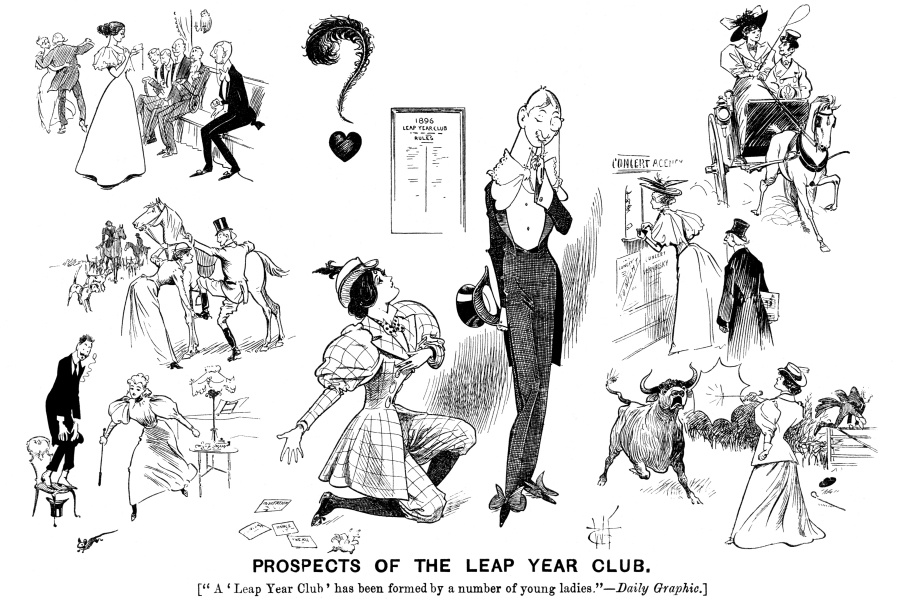 1896
LEAP YEAR CLUB
RULES
CONCERT AGENCY
PROSPECTS OF THE LEAP YEAR CLUB.
["A 'Leap Year Club' has been formed by a number of young ladies."—Daily Graphic.]